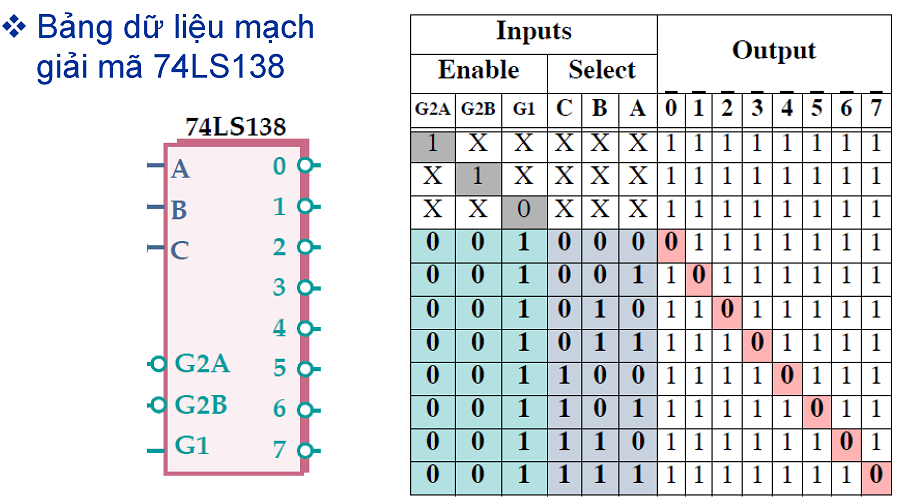 ❖ Bảng dữ liệu mạch
giải mã 74LS138
74LS138
A 0
B 1
C 2
3
4
G2A 5
G2B 6
G1 7
Inputs Output
Enable Select
G2A G2B G1 C B A 0̅ 1̅ 2̅ 3̅ 4̅ 5̅ 6̅ 7̅
1 X X X X X 1 1 1 1 1 1 1 1
X 1 X X X X 1 1 1 1 1 1 1 1
X X 0 X X X 1 1 1 1 1 1 1 1
0 0 1 0 0 0 0 1 1 1 1 1 1 1
0 0 1 0 0 1 1 0 1 1 1 1 1 1
0 0 1 0 1 0 1 1 0 1 1 1 1 1
0 0 1 0 1 1 1 1 1 0 1 1 1 1
0 0 1 1 0 0 1 1 1 1 0 1 1 1
0 0 1 1 0 1 1 1 1 1 1 0 1 1
0 0 1 1 1 0 1 1 1 1 1 1 0 1
0 0 1 1 1 1 1 1 1 1 1 1 1 0